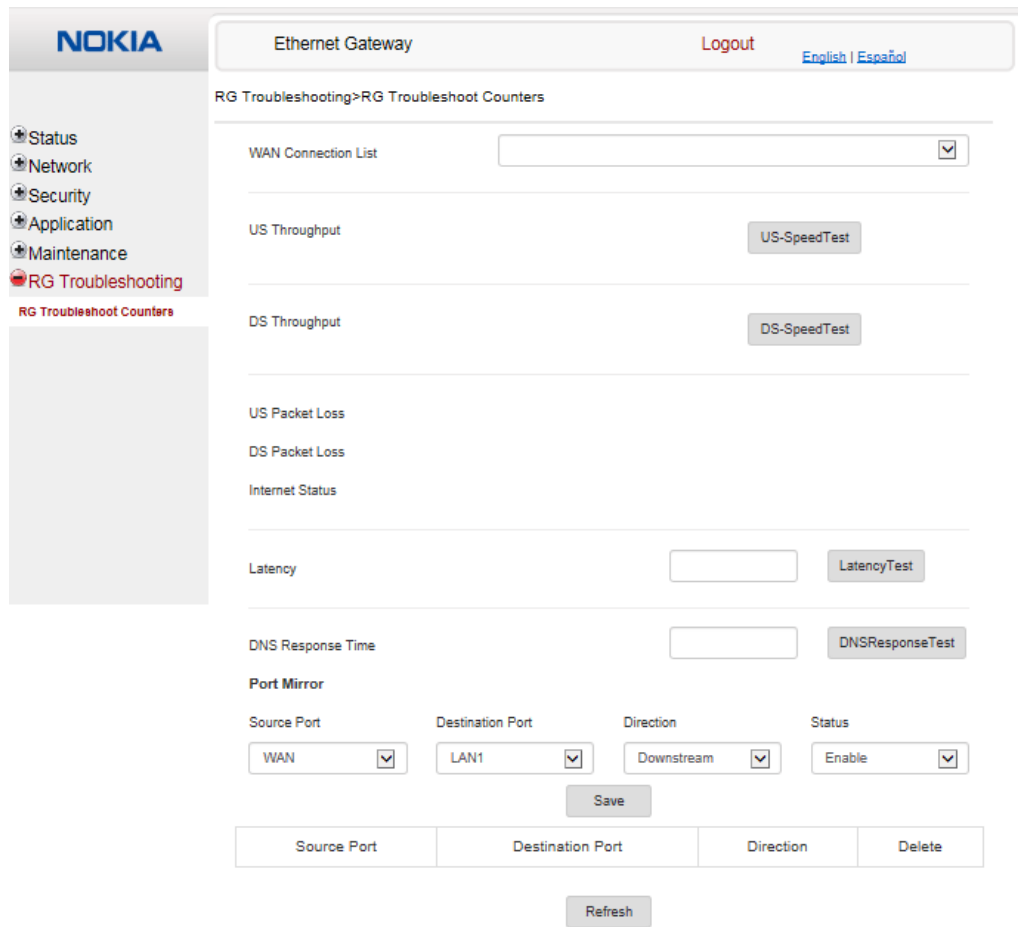 NOKIA
Ethernet Gateway
Logout
English | Español
RG Troubleshooting>RG Troubleshoot Counters
Status
Network
Security
Application
Maintenance
RG Troubleshooting
RG Troubleshoot Counters
WAN Connection List
US Throughput
US-SpeedTest
DS Throughput
DS-SpeedTest
US Packet Loss
DS Packet Loss
Internet Status
Latency
LatencyTest
DNS Response Time
DNSResponseTest
Port Mirror
Source Port Destination Port Direction Status
WAN LAN1 Downstream Enable
Save
Source Port Destination Port Direction Delete
Refresh